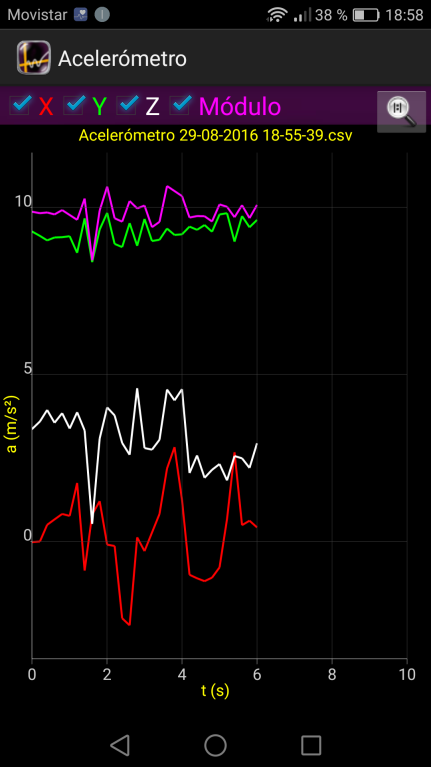 Movistar 38 % 18:58
Acelerómetro
X Y Z Módulo
Acelerómetro 29-08-2016 18-55-39.csv
10
5
a (m/s²)
0
0 2 4 6 8 10
t (s)